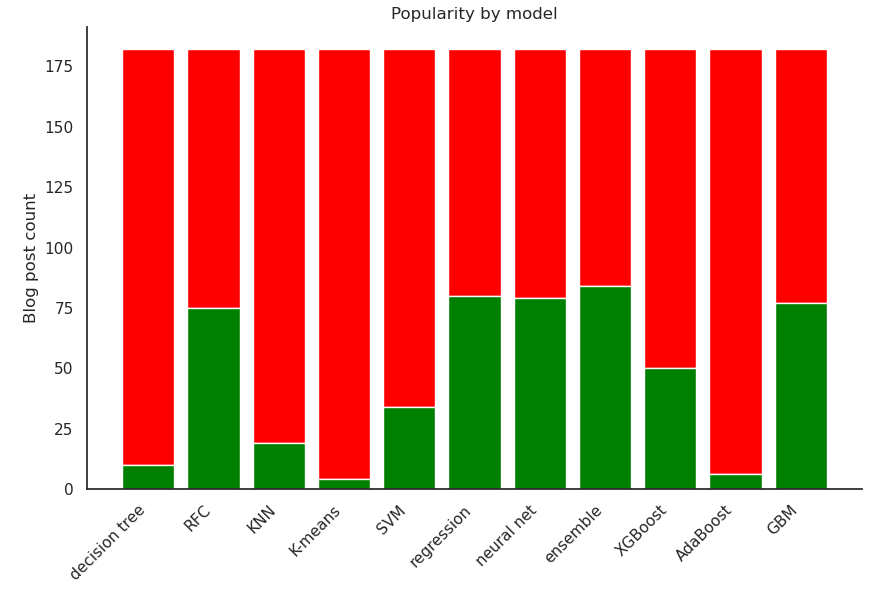 Popularity by model
Blog post count
175
150
125
100
75
50
25
0
decision tree
RFC
KNN
K-means
SVM
regression
neural net
ensemble
XGBoost
AdaBoost
GBM